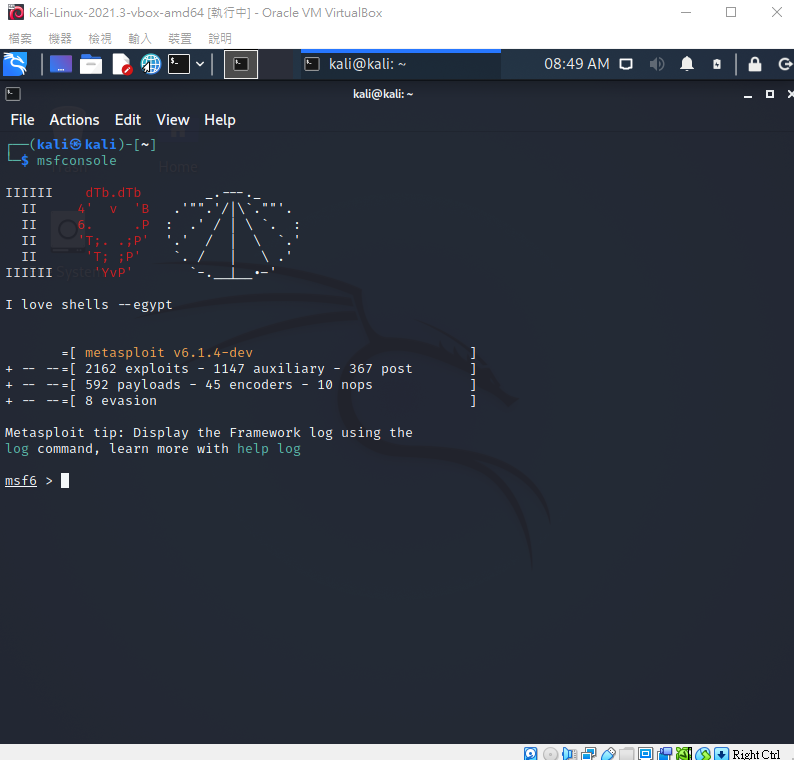 Kali-Linux-2021.3-vbox-amd64 [執行中] - Oracle VM VirtualBox
檔案 機器 檢視 輸入 裝置 說明
kali@kali: ~ 08:49 AM
kali@kali: ~
File Actions Edit View Help
┌──(kali㉿kali)-[~]
└─$ msfconsole
Home
IIIIII    dTb.dTb        _.---._
  II     4'  v  'B   .'"".'/|\`.""'.
  II     6.     .P  :  .' / | \ `.  :
  II     'T;. .;P'  '.'  /  |  \  `.'
  II      'T; ;P'    `. /   |   \ .'
IIIIII     'YvP'       `-.__|__.-'
System
I love shells --egypt
       =[ metasploit v6.1.4-dev                           ]
+ -- --=[ 2162 exploits - 1147 auxiliary - 367 post       ]
+ -- --=[ 592 payloads - 45 encoders - 10 nops            ]
+ -- --=[ 8 evasion                                       ]
Metasploit tip: Display the Framework log using the
log command, learn more with help log
msf6 >
Right Ctrl